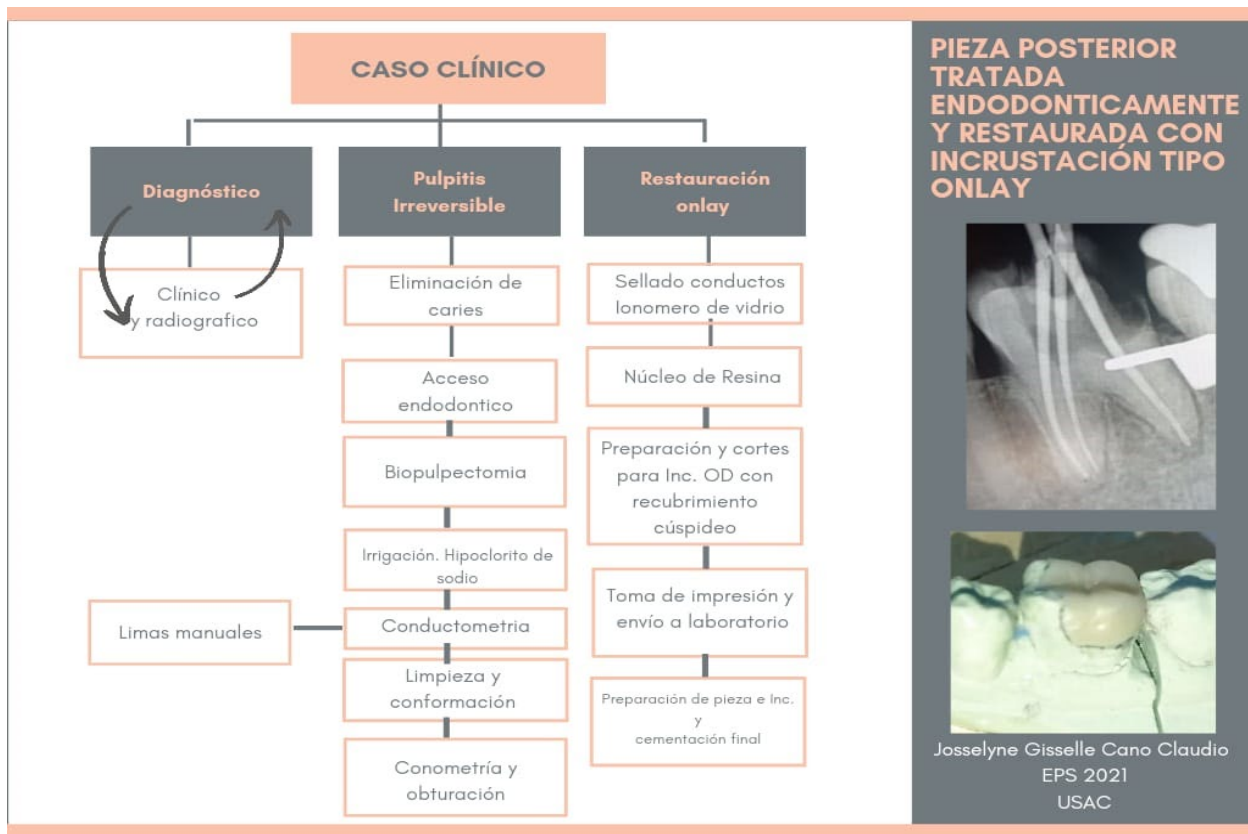 CASO CLÍNICO
Diagnóstico
Clínico
y radiografico
Pulpitis
Irreversible
Eliminación de
caries
Acceso
endodontico
Biopulpectomia
Irrigación. Hipoclorito de
sodio
Limas manuales
Conductometria
Limpieza y
conformación
Conometría y
obturación
Restauración
onlay
Sellado conductos
Ionomero de vidrio
Núcleo de Resina
Preparación y cortes
para Inc. OD con
recubrimiento
cúspideo
Toma de impresión y
envío a laboratorio
Preparación de pieza e Inc.
y
cementación final
PIEZA POSTERIOR
TRATADA
ENDODONTICAMENTE
Y RESTAURADA CON
INCRUSTACIÓN TIPO
ONLAY
Josselyne Gisselle Cano Claudio
EPS 2021
USAC